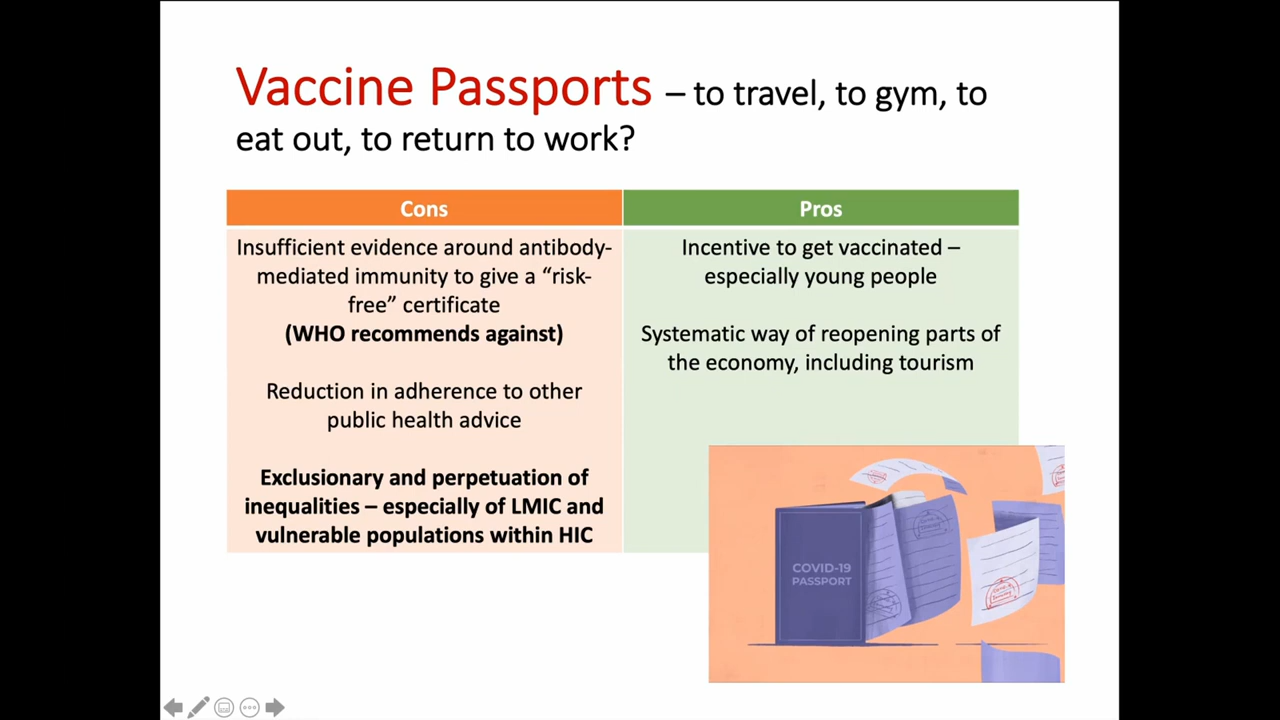 Vaccine Passports – to travel, to gym, to
eat out, to return to work?
Cons
Insufficient evidence around antibody-
mediated immunity to give a “risk-
free” certificate
(WHO recommends against)
Reduction in adherence to other
public health advice
Exclusionary and perpetuation of
inequalities – especially of LMIC and
vulnerable populations within HIC
Pros
Incentive to get vaccinated –
especially young people
Systematic way of reopening parts of
the economy, including tourism
COVID-19
PASSPORT